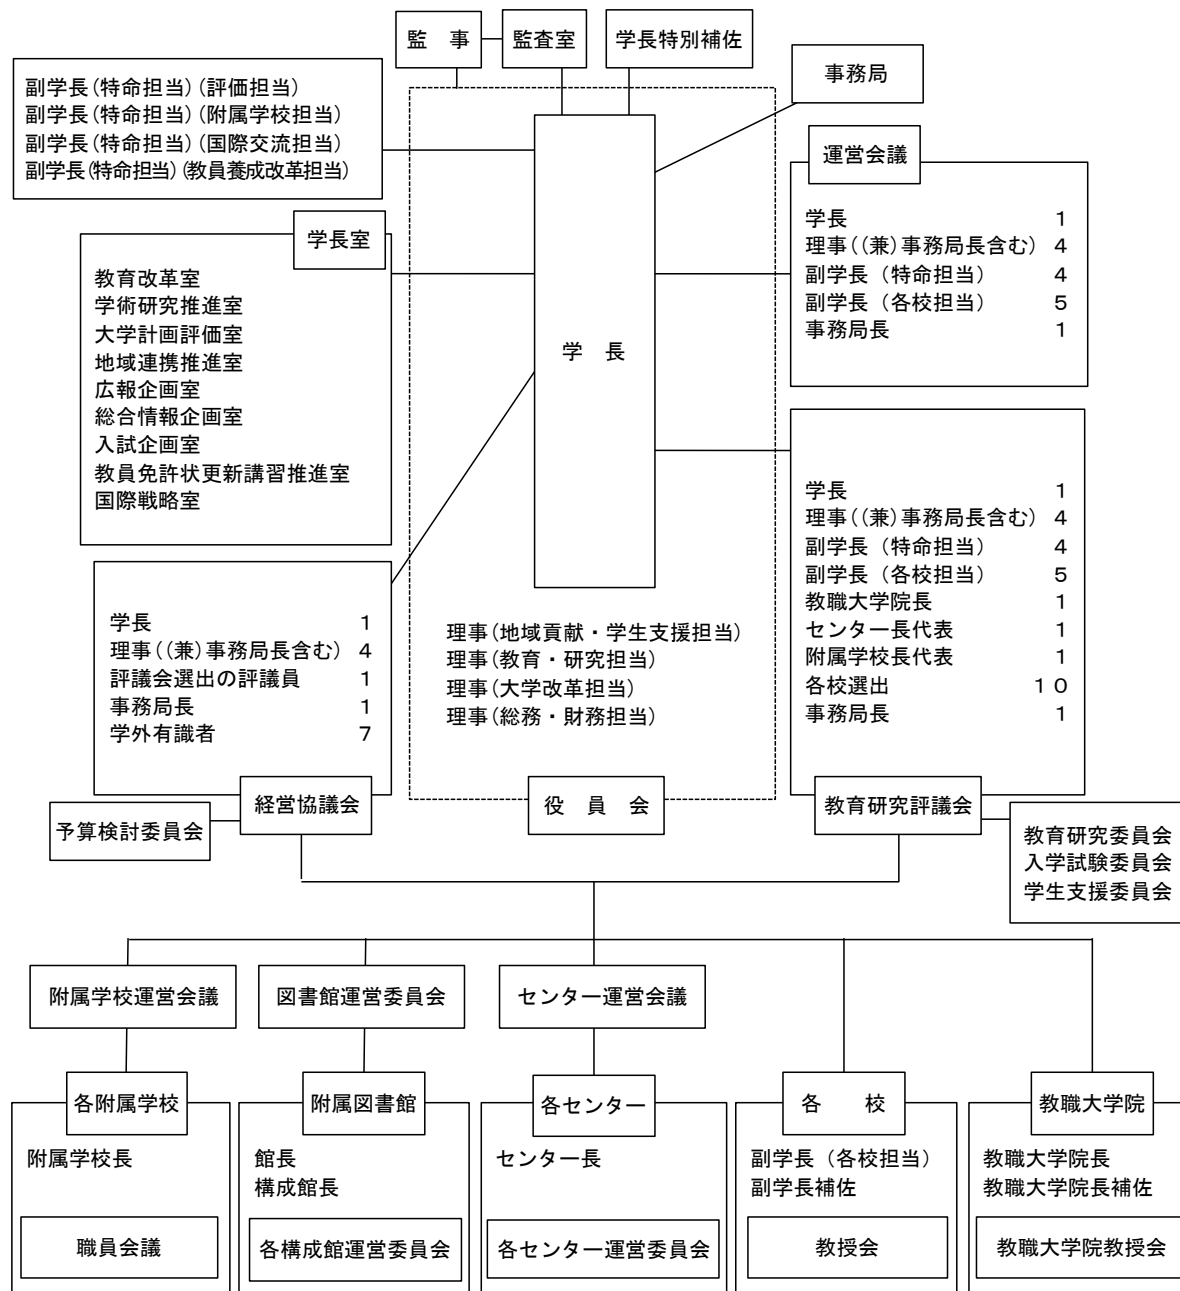 監　事
監査室
学長特別補佐
事務局
副学長(特命担当)(評価担当)
副学長(特命担当)(附属学校担当)
副学長(特命担当)(国際交流担当)
副学長(特命担当)(教員養成改革担当)
運営会議
学長　1
理事((兼)事務局長含む)　4
副学長（特命担当）　4
副学長（各校担当）　5
事務局長　1
学長室
教育改革室
学術研究推進室
大学計画評価室
地域連携推進室
広報企画室
総合情報企画室
入試企画室
教員免許状更新講習推進室
国際戦略室
学　長
学長　1
理事((兼)事務局長含む)　4
副学長（特命担当）　4
副学長（各校担当）　5
教職大学院長　1
センター長代表　1
附属学校長代表　1
各校選出　１０
事務局長　1
学長　1
理事((兼)事務局長含む)　4
評議会選出の評議員　1
事務局長　1
学外有識者　7
理事(地域貢献・学生支援担当)
理事(教育・研究担当)
理事(大学改革担当)
理事(総務・財務担当)
経営協議会
役　員　会
教育研究評議会
予算検討委員会
教育研究委員会
入学試験委員会
学生支援委員会
附属学校運営会議
図書館運営委員会
センター運営会議
各附属学校
附属学校長
職員会議
附属図書館
館長
構成館長
各構成館運営委員会
各センター
センター長
各センター運営委員会
各　　校
副学長（各校担当）
副学長補佐
教授会
教職大学院
教職大学院長
教職大学院長補佐
教職大学院教授会